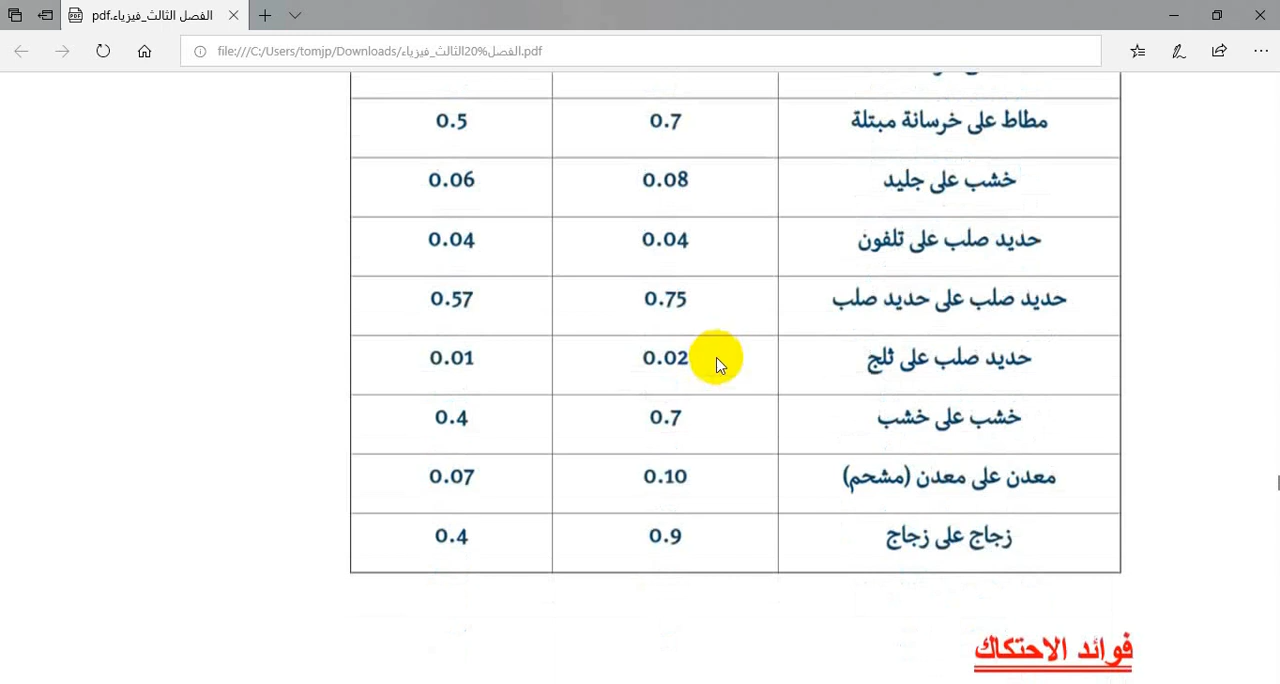 الفصل الثالث_فيزياء.pdf
file:///C:/Users/tomjp/Downloads/الفصل%20الثالث_فيزياء.pdf
مطاط على خرسانة مبتلة 0.7 0.5
خشب على جليد 0.08 0.06
حديد صلب على تلفون 0.04 0.04
حديد صلب على حديد صلب 0.75 0.57
حديد صلب على ثلج 0.02 0.01
خشب على خشب 0.7 0.4
معدن على معدن (مشحم) 0.10 0.07
زجاج على زجاج 0.9 0.4
فوائد الاحتكاك